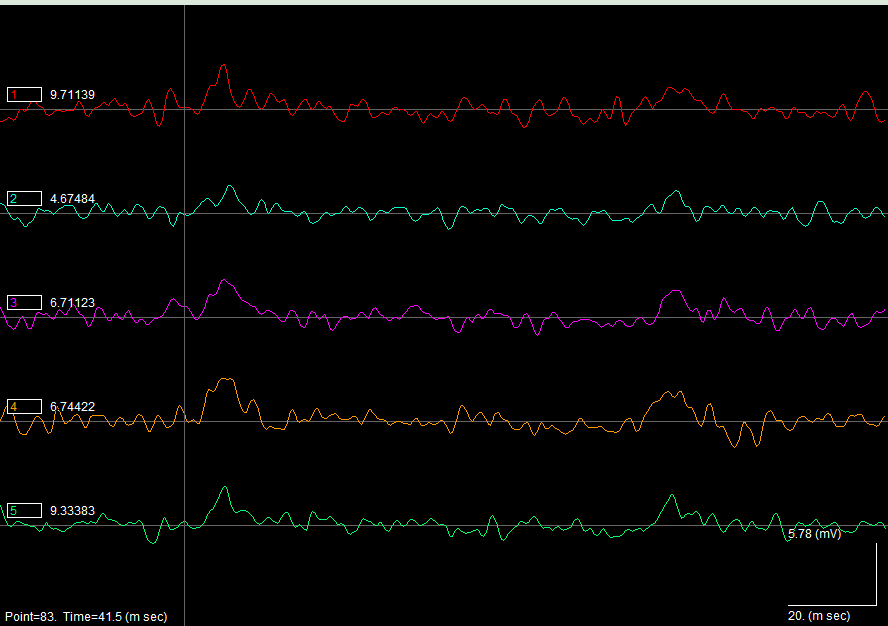 1 9.71139
2 4.67484
3 6.71123
4 6.74422
5 9.33383
5.78 (mV)
Point=83. Time=41.5 (m sec)
20. (m sec)